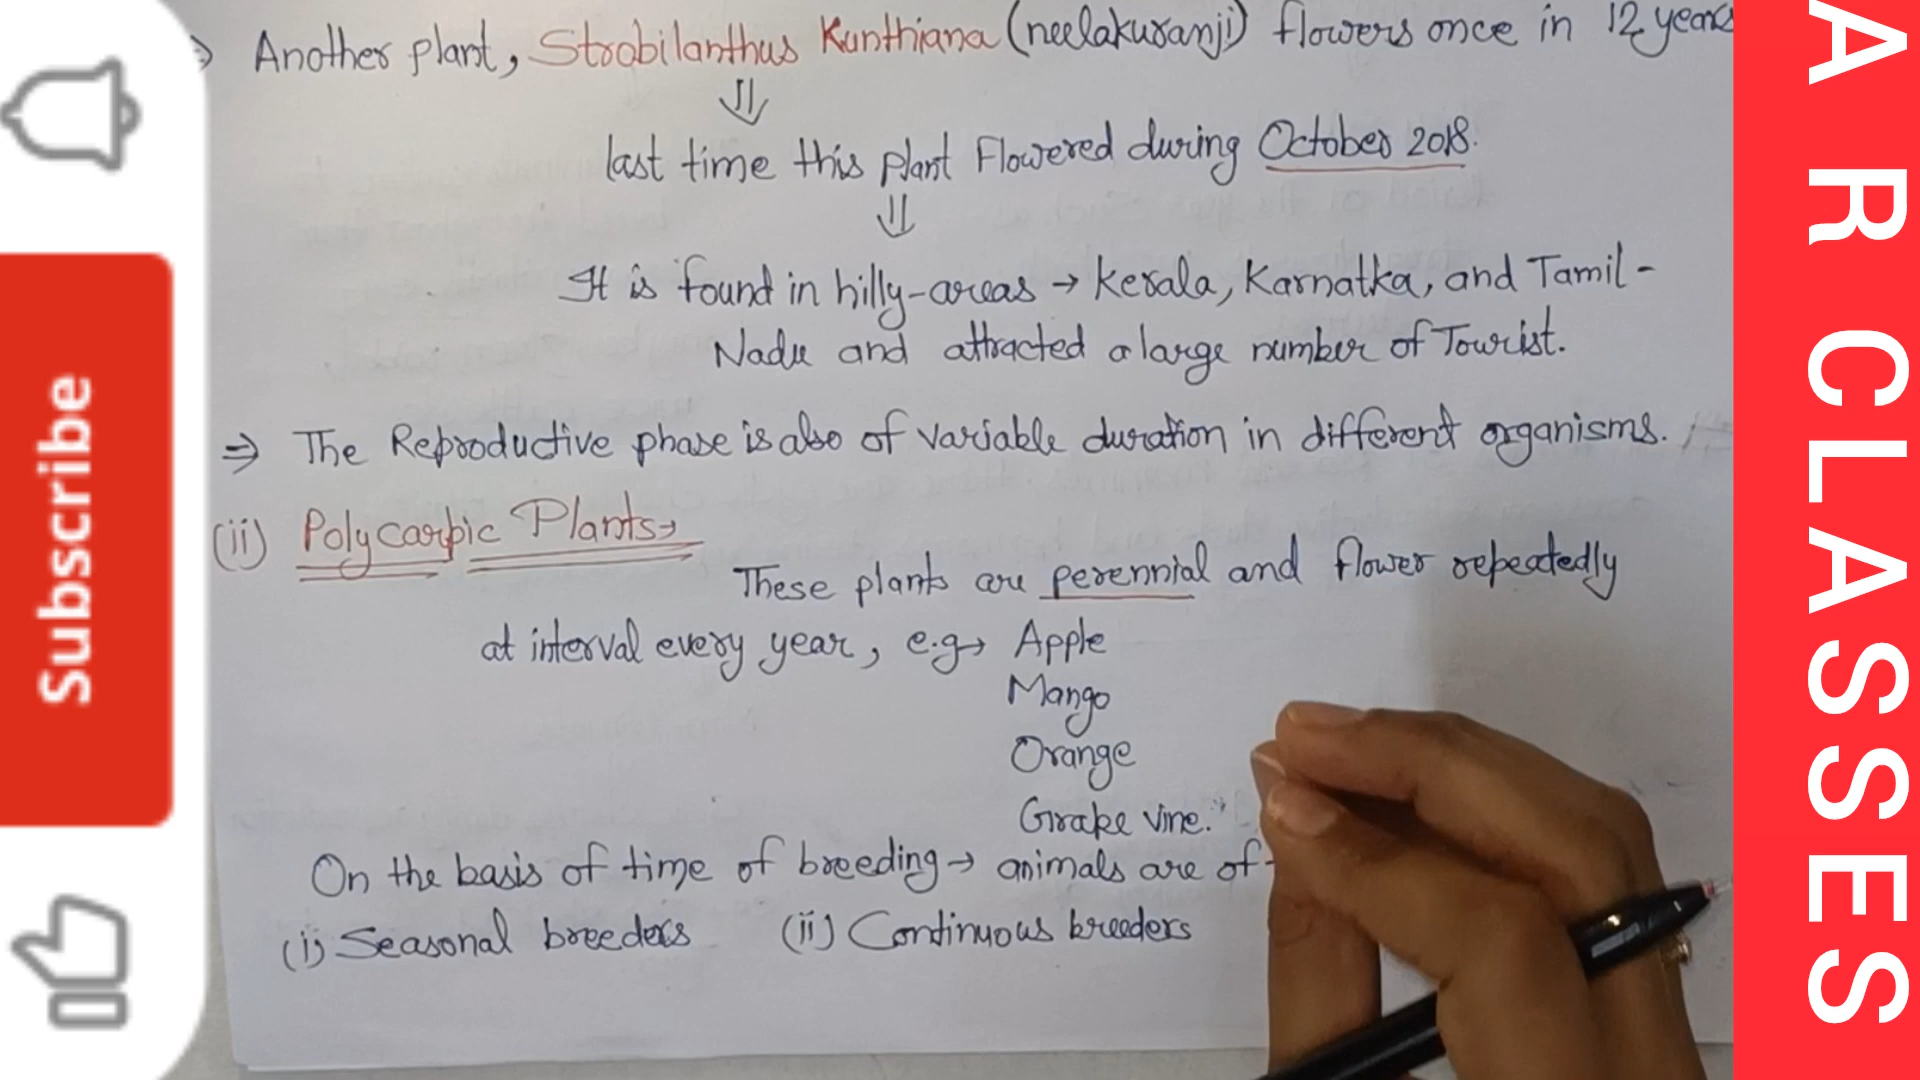 Another plant, Strobilanthus Kunthiana (neelakuranji) flowers once in 12 years
⇓
last time this plant Flowered during October 2018.
⇓
It is found in hilly-areas → Kerala, Karnatka, and Tamil-
Nadu and attracted a large number of Tourist.
⇒ The Reproductive phase is also of variable duration in different organisms.
(ii) Polycarpic Plants→
These plants are perennial and flower repeatedly
at interval every year, e.g→ Apple
Mango
Orange
Grape vine.
On the basis of time of breeding→ animals are of-
(i) Seasonal breeders (ii) Continuous breeders
Subscribe
A R CLASSES